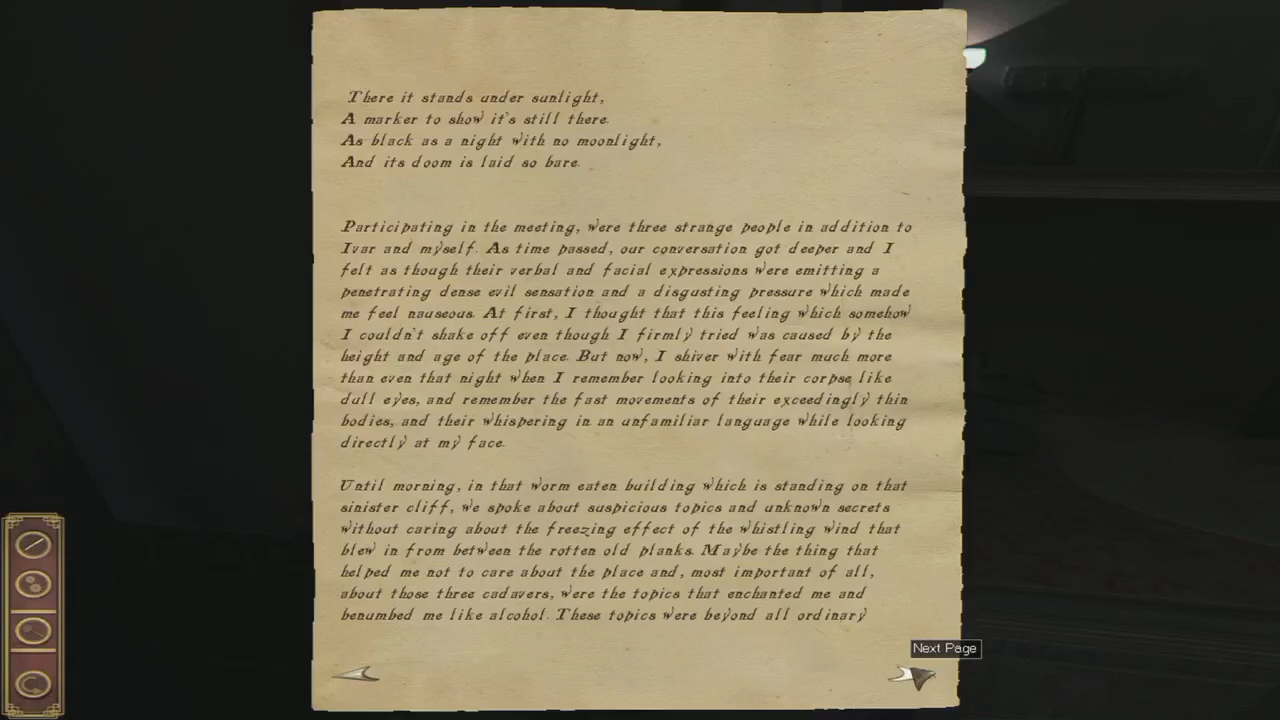 There it stands under sunlight,
A marker to show it's still there.
As black as a night with no moonlight,
And its doom is laid so bare.
Participating in the meeting, were three strange people in addition to
Ivar and myself. As time passed, our conversation got deeper and I
felt as though their verbal and facial expressions were emitting a
penetrating dense evil sensation and a disgusting pressure which made
me feel nauseous. At first, I thought that this feeling which somehow
I couldn't shake off even though I firmly tried was caused by the
height and age of the place. But now, I shiver with fear much more
than even that night when I remember looking into their corpse like
dull eyes, and remember the fast movements of their exceedingly thin
bodies, and their whispering in an unfamiliar language while looking
directly at my face.
Until morning, in that worm eaten building which is standing on that
sinister cliff, we spoke about suspicious topics and unknown secrets
without caring about the freezing effect of the whistling wind that
blew in from between the rotten old planks. Maybe the thing that
helped me not to care about the place and, most important of all,
about those three cadavers, were the topics that enchanted me and
benumbed me like alcohol. These topics were beyond all ordinary
Next Page